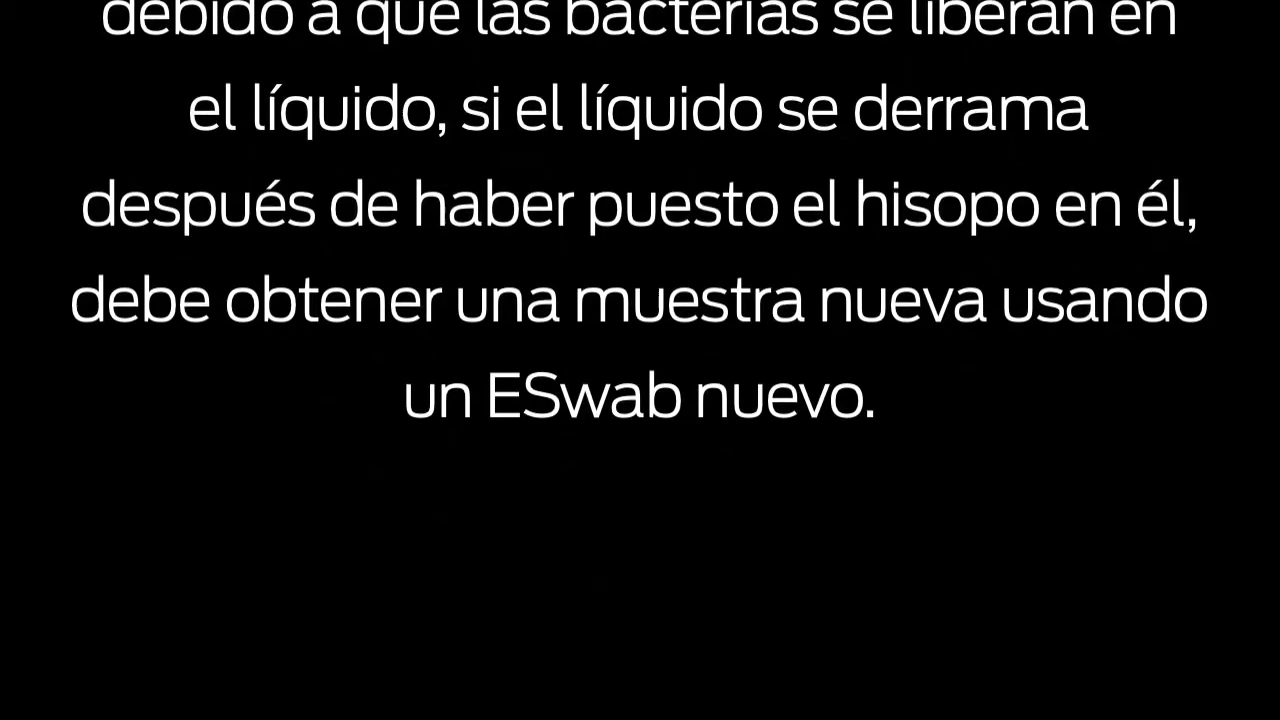 debido a que las bacterias se liberan en
el líquido, si el líquido se derrama
después de haber puesto el hisopo en él,
debe obtener una muestra nueva usando
un ESwab nuevo.